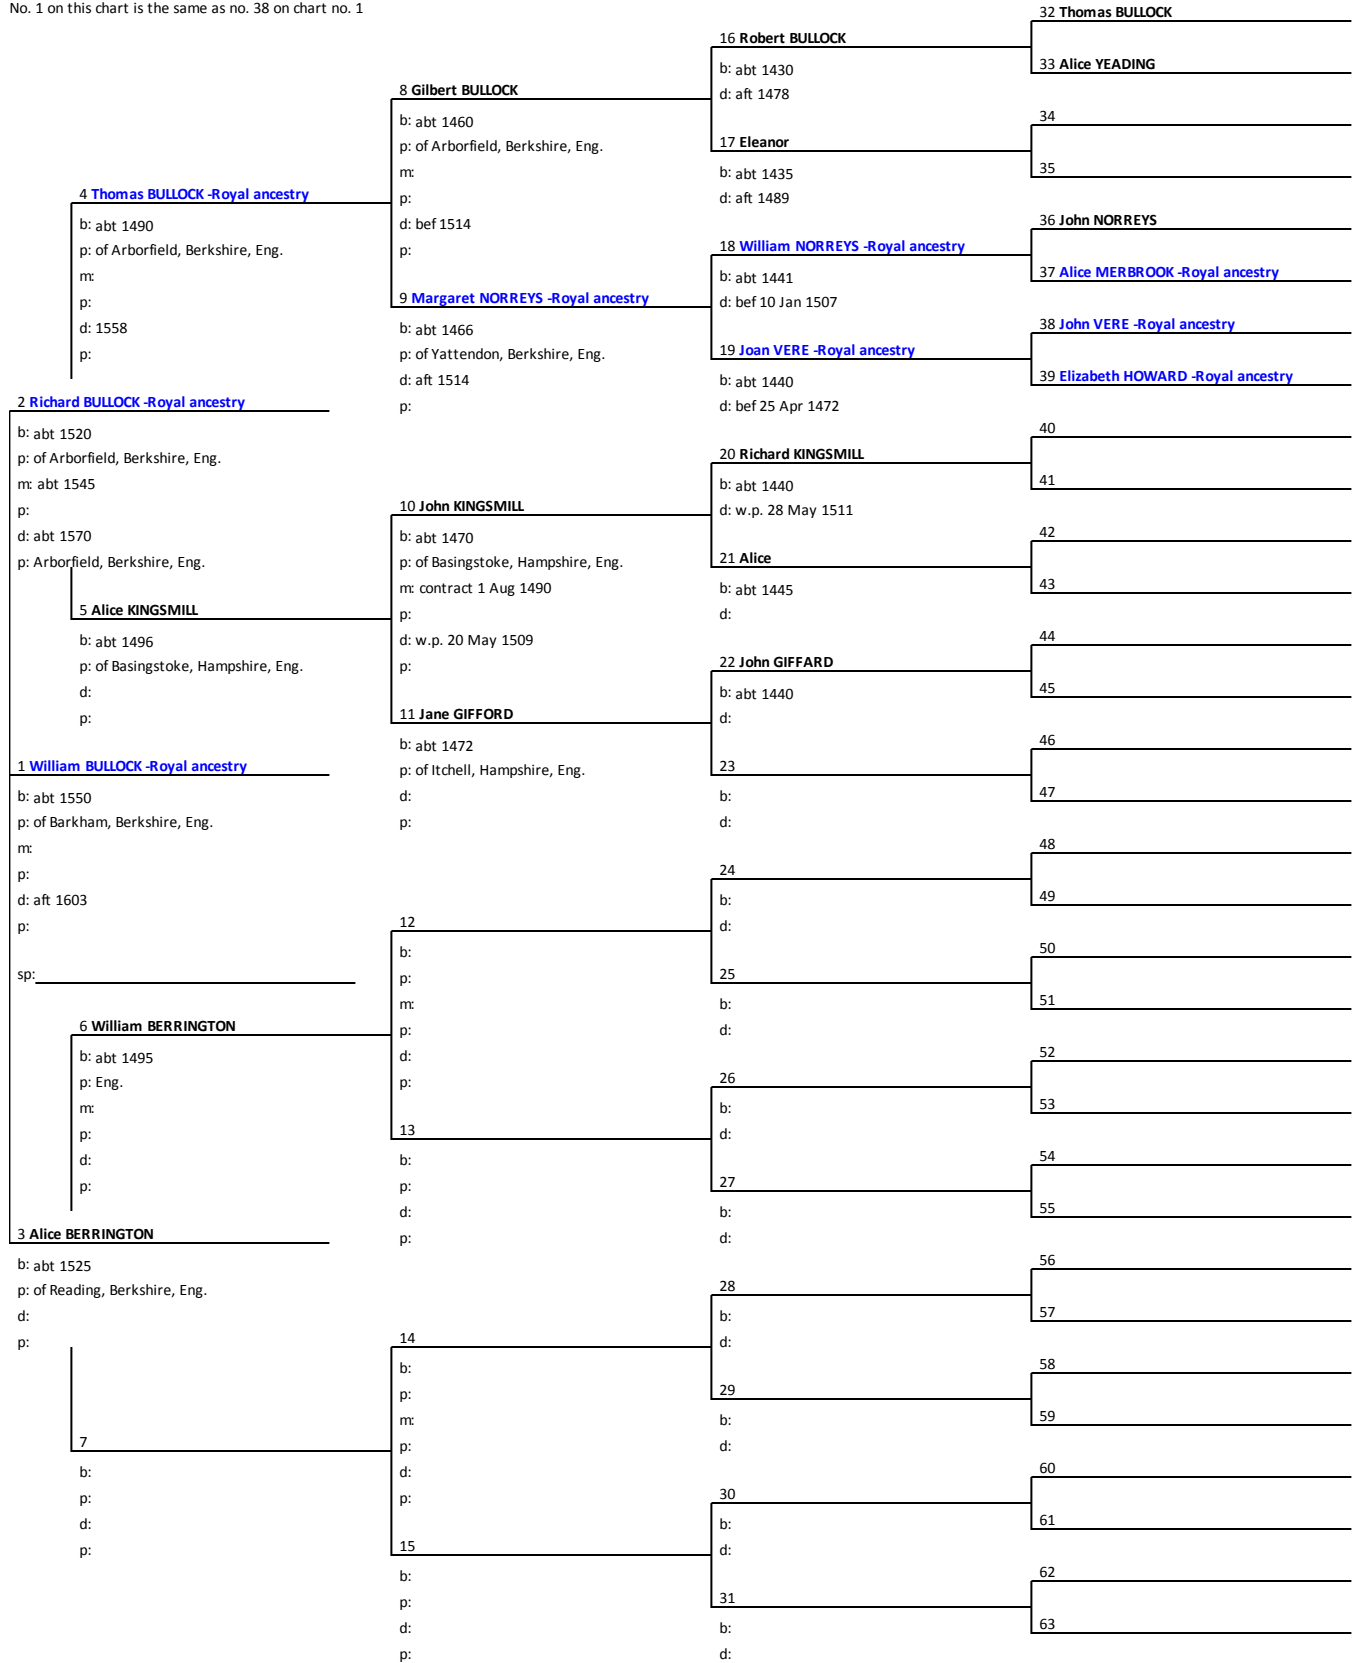 No. 1 on this chart is the same as no. 38 on chart no. 1
32 Thomas BULLOCK
16 Robert BULLOCK
b: abt 1430
d: aft 1478
33 Alice YEADING
8 Gilbert BULLOCK
b: abt 1460
p: of Arborfield, Berkshire, Eng.
m:
p:
d: bef 1514
p:
34
17 Eleanor
b: abt 1435
d: aft 1489
35
4 Thomas BULLOCK -Royal ancestry
b: abt 1490
p: of Arborfield, Berkshire, Eng.
m:
p:
d: 1558
p:
36 John NORREYS
18 William NORREYS -Royal ancestry
b: abt 1441
d: bef 10 Jan 1507
37 Alice MERBROOK -Royal ancestry
9 Margaret NORREYS -Royal ancestry
b: abt 1466
p: of Yattendon, Berkshire, Eng.
d: aft 1514
p:
38 John VERE -Royal ancestry
19 Joan VERE -Royal ancestry
b: abt 1440
d: bef 25 Apr 1472
39 Elizabeth HOWARD -Royal ancestry
2 Richard BULLOCK -Royal ancestry
b: abt 1520
p: of Arborfield, Berkshire, Eng.
m: abt 1545
p:
d: abt 1570
p: Arborfield, Berkshire, Eng.
40
20 Richard KINGSMILL
b: abt 1440
d: w.p. 28 May 1511
41
10 John KINGSMILL
b: abt 1470
p: of Basingstoke, Hampshire, Eng.
m: contract 1 Aug 1490
p:
d: w.p. 20 May 1509
p:
42
21 Alice
b: abt 1445
d:
43
5 Alice KINGSMILL
b: abt 1496
p: of Basingstoke, Hampshire, Eng.
d:
p:
44
22 John GIFFARD
b: abt 1440
d:
45
11 Jane GIFFORD
b: abt 1472
p: of Itchell, Hampshire, Eng.
d:
p:
46
23
b:
d:
47
1 William BULLOCK -Royal ancestry
b: abt 1550
p: of Barkham, Berkshire, Eng.
m:
p:
d: aft 1603
p:
sp:
48
24
b:
d:
49
12
b:
p:
m:
p:
d:
p:
50
25
b:
d:
51
6 William BERRINGTON
b: abt 1495
p: Eng.
m:
p:
d:
p:
52
26
b:
d:
53
13
b:
p:
d:
p:
54
27
b:
d:
55
3 Alice BERRINGTON
b: abt 1525
p: of Reading, Berkshire, Eng.
d:
p:
56
28
b:
d:
57
14
b:
p:
m:
p:
d:
p:
58
29
b:
d:
59
7
b:
p:
d:
p:
60
30
b:
d:
61
15
b:
p:
d:
p:
62
31
b:
d:
63